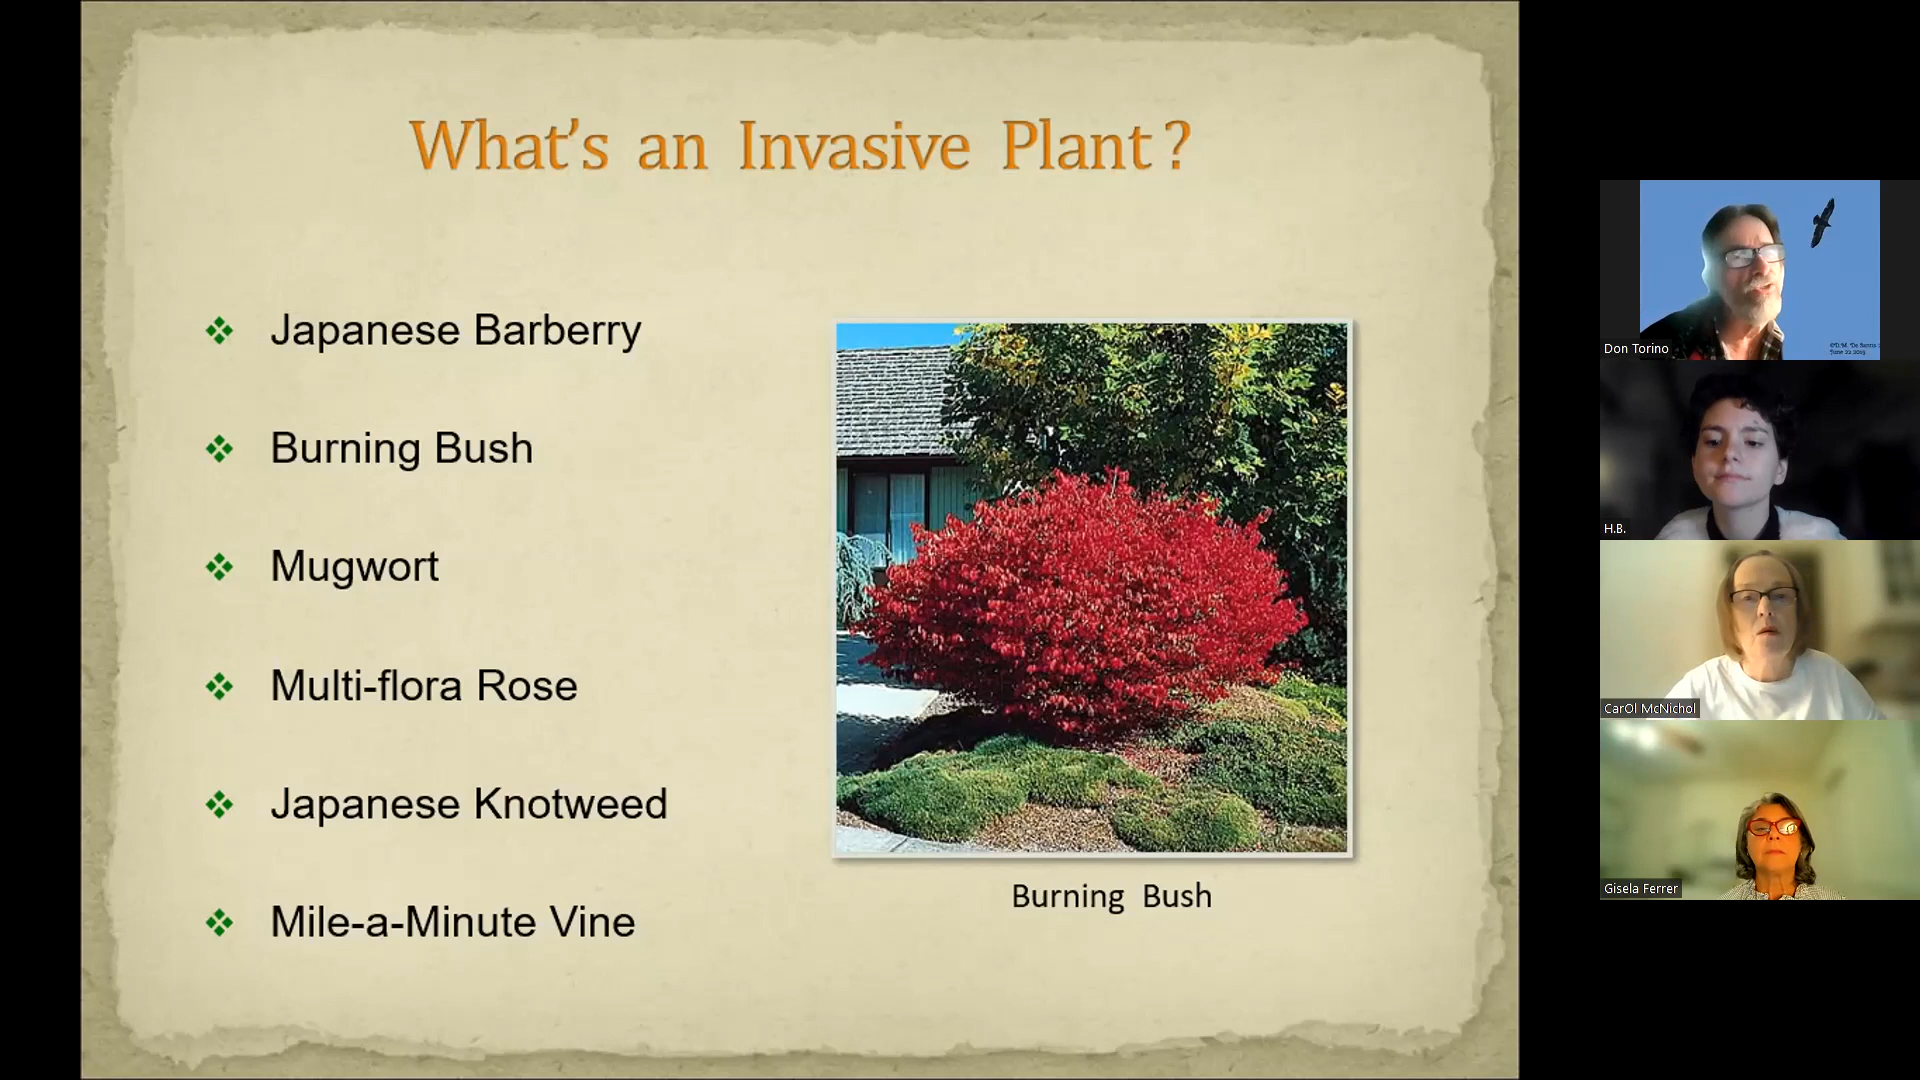 What's an Invasive Plant ?
Japanese Barberry
Burning Bush
Mugwort
Multi-flora Rose
Japanese Knotweed
Mile-a-Minute Vine
Burning Bush
Don Torino
H.B.
CarOl McNichol
Gisela Ferrer